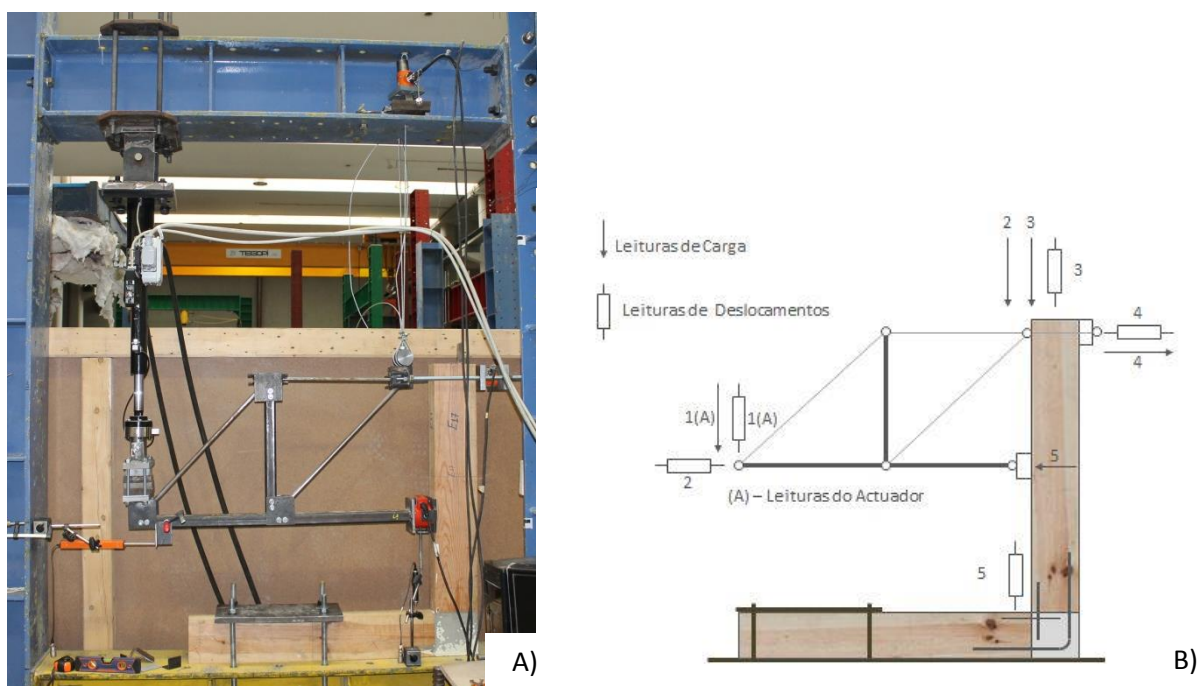 A)
2 3
Leituras de Carga
3
Leituras de Deslocamentos
4
4
1(A)
1(A)
5
2
(A) – Leituras do Actuador
5
B)